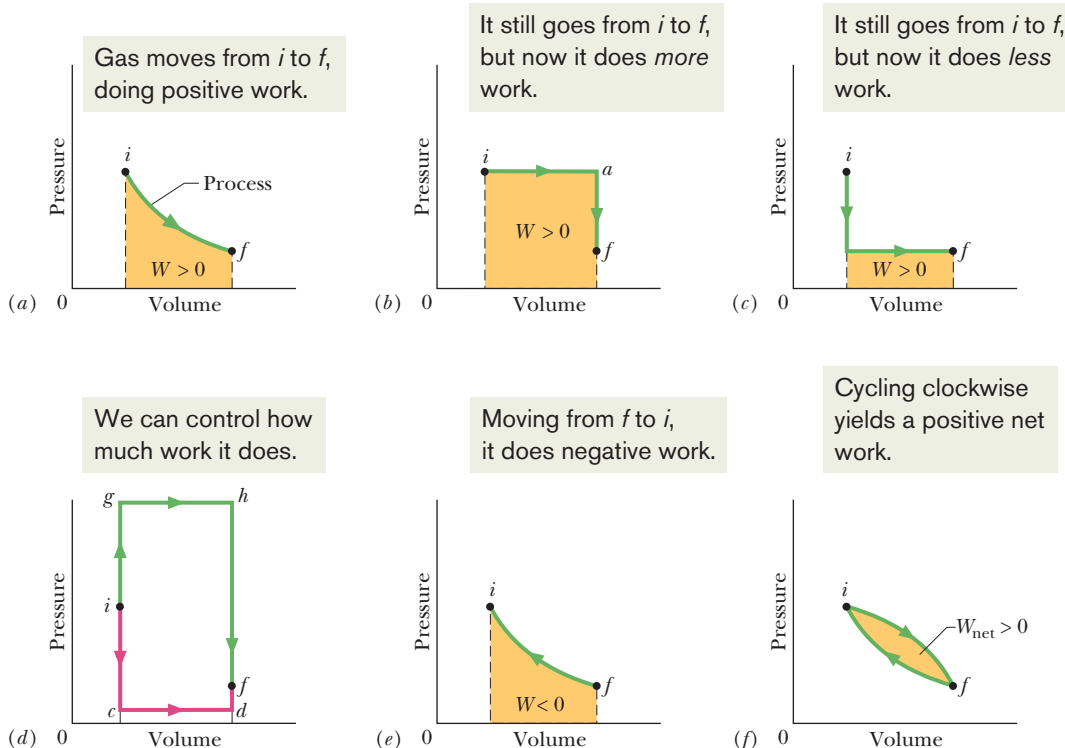 Gas moves from i to f,
doing positive work.
Pressure
i
Process
f
W > 0
(a)
0
Volume
It still goes from i to f,
but now it does more
work.
Pressure
i
a
W > 0
f
(b)
0
Volume
It still goes from i to f,
but now it does less
work.
Pressure
i
f
W > 0
(c)
0
Volume
We can control how
much work it does.
Pressure
g
h
i
f
c
d
(d)
0
Volume
Moving from f to i,
it does negative work.
Pressure
i
f
W< 0
(e)
0
Volume
Cycling clockwise
yields a positive net
work.
Pressure
i
Wnet > 0
f
(f)
0
Volume